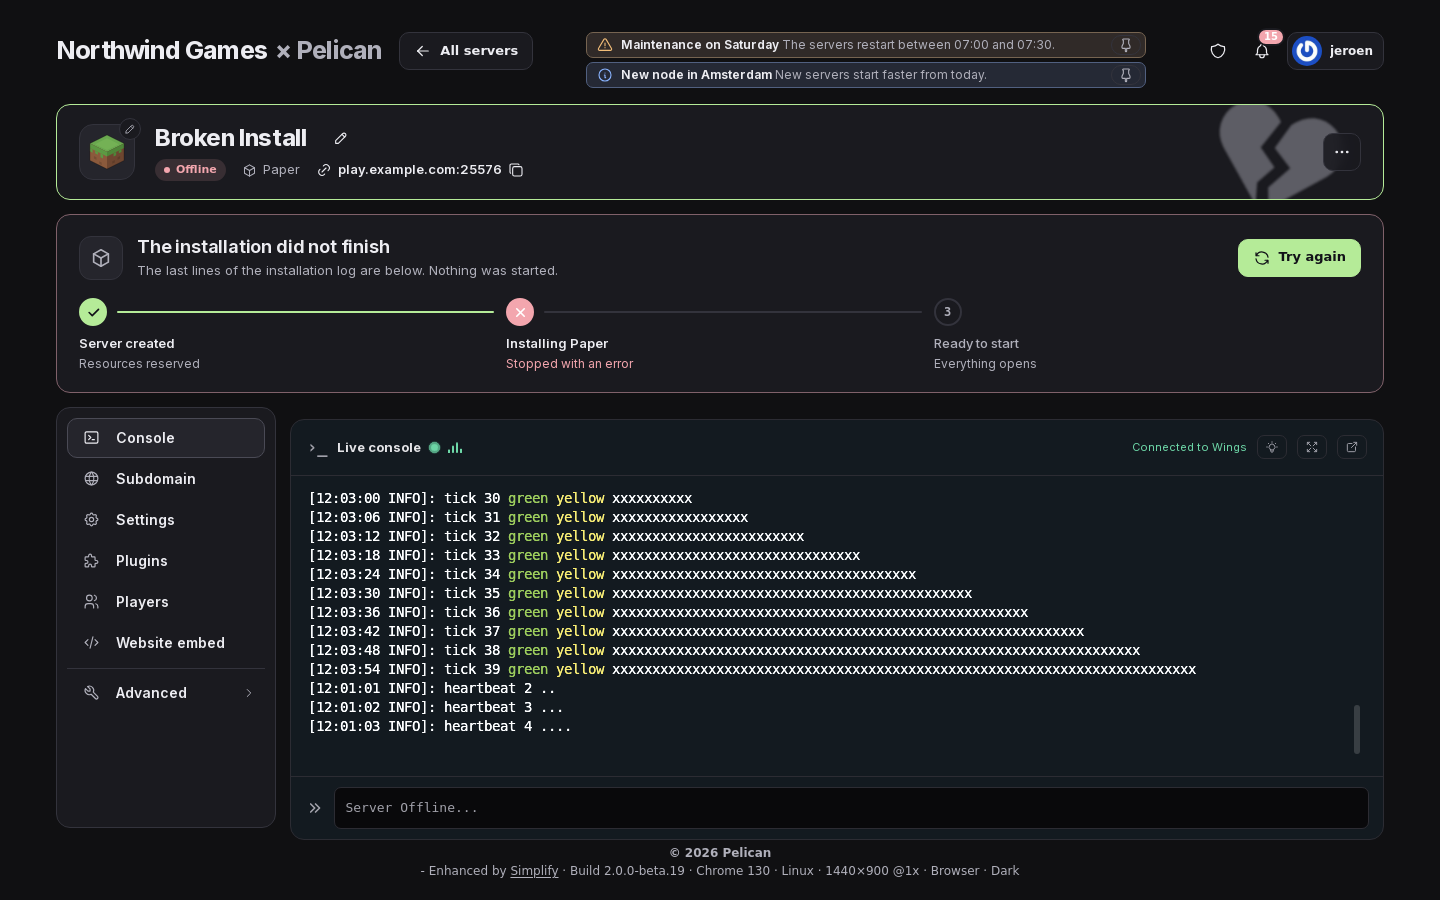 Northwind Games × Pelican
All servers
Maintenance on Saturday The servers restart between 07:00 and 07:30.
New node in Amsterdam New servers start faster from today.
15
jeroen
Broken Install
Offline
Paper
play.example.com:25576
The installation did not finish
The last lines of the installation log are below. Nothing was started.
Try again
3
Server created
Installing Paper
Ready to start
Resources reserved
Stopped with an error
Everything opens
Console
Subdomain
Settings
Plugins
Players
Website embed
Advanced
Live console
Connected to Wings
[12:03:00 INFO]: tick 30 green yellow xxxxxxxxxx
[12:03:06 INFO]: tick 31 green yellow xxxxxxxxxxxxxxxxx
[12:03:12 INFO]: tick 32 green yellow xxxxxxxxxxxxxxxxxxxxxxxx
[12:03:18 INFO]: tick 33 green yellow xxxxxxxxxxxxxxxxxxxxxxxxxxxxxxx
[12:03:24 INFO]: tick 34 green yellow xxxxxxxxxxxxxxxxxxxxxxxxxxxxxxxxxxxxxx
[12:03:30 INFO]: tick 35 green yellow xxxxxxxxxxxxxxxxxxxxxxxxxxxxxxxxxxxxxxxxxxxxx
[12:03:36 INFO]: tick 36 green yellow xxxxxxxxxxxxxxxxxxxxxxxxxxxxxxxxxxxxxxxxxxxxxxxxxxxx
[12:03:42 INFO]: tick 37 green yellow xxxxxxxxxxxxxxxxxxxxxxxxxxxxxxxxxxxxxxxxxxxxxxxxxxxxxxxxxxx
[12:03:48 INFO]: tick 38 green yellow xxxxxxxxxxxxxxxxxxxxxxxxxxxxxxxxxxxxxxxxxxxxxxxxxxxxxxxxxxxxxxxxxx
[12:03:54 INFO]: tick 39 green yellow xxxxxxxxxxxxxxxxxxxxxxxxxxxxxxxxxxxxxxxxxxxxxxxxxxxxxxxxxxxxxxxxxxxxxxxxx
[12:01:01 INFO]: heartbeat 2 ..
[12:01:02 INFO]: heartbeat 3 ...
[12:01:03 INFO]: heartbeat 4 ....
Server Offline...
© 2026 Pelican
- Enhanced by Simplify · Build 2.0.0-beta.19 · Chrome 130 · Linux · 1440×900 @1x · Browser · Dark